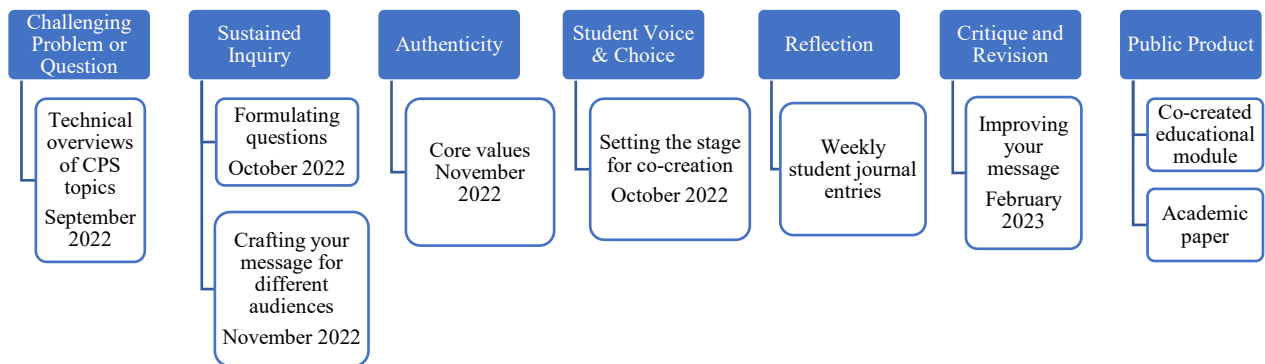 Challenging
Problem or
Question
Technical
overviews
of CPS
topics
September
2022
Sustained
Inquiry
Formulating
questions
October 2022
Crafting your
message for
different
audiences
November 2022
Authenticity
Core values
November
2022
Student Voice
& Choice
Setting the stage
for co-creation
October 2022
Reflection
Weekly
student journal
entries
Critique and
Revision
Improving
your
message
February
2023
Public Product
Co-created
educational
module
Academic
paper